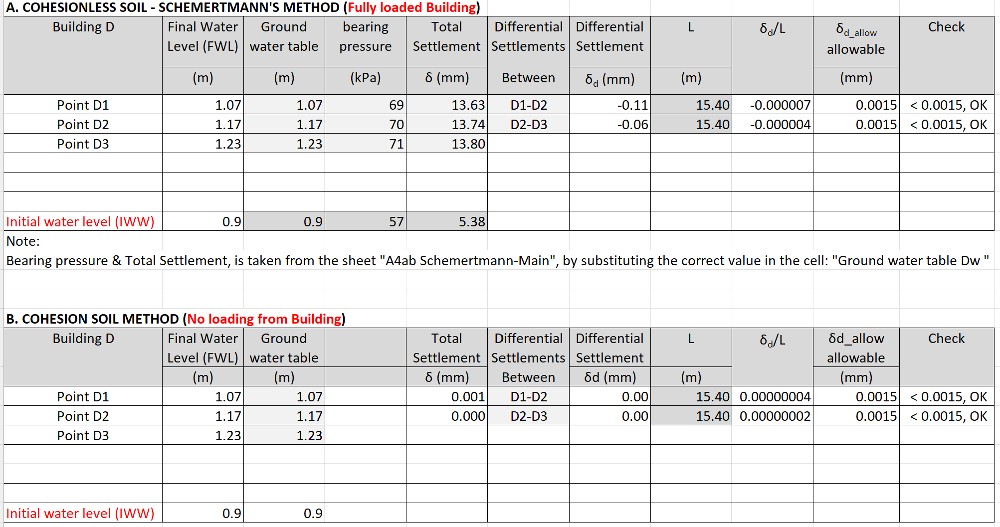 A. COHESIONLESS SOIL - SCHEMERTMANN'S METHOD (Fully loaded Building)
Building D Final Water Level (FWL) Ground water table bearing pressure Total Settlement Differential Settlements Between Differential Settlement L δd/L δd_allow allowable Check
(m) (m) (kPa) δ (mm) δd (mm) (m) (mm)
Point D1 1.07 1.07 69 13.63 D1-D2 -0.11 15.40 -0.000007 0.0015 < 0.0015, OK
Point D2 1.17 1.17 70 13.74 D2-D3 -0.06 15.40 -0.000004 0.0015 < 0.0015, OK
Point D3 1.23 1.23 71 13.80
Initial water level (IWW) 0.9 0.9 57 5.38
Note:
Bearing pressure & Total Settlement, is taken from the sheet "A4ab Schemertmann-Main", by substituting the correct value in the cell: "Ground water table Dw "
B. COHESION SOIL METHOD (No loading from Building)
Building D Final Water Level (FWL) Ground water table Total Settlement Differential Settlements Between Differential Settlement L δd/L δd_allow allowable Check
(m) (m) δ (mm) δd (mm) (m) (mm)
Point D1 1.07 1.07 0.001 D1-D2 0.00 15.40 0.00000004 0.0015 < 0.0015, OK
Point D2 1.17 1.17 0.000 D2-D3 0.00 15.40 0.00000002 0.0015 < 0.0015, OK
Point D3 1.23 1.23
Initial water level (IWW) 0.9 0.9